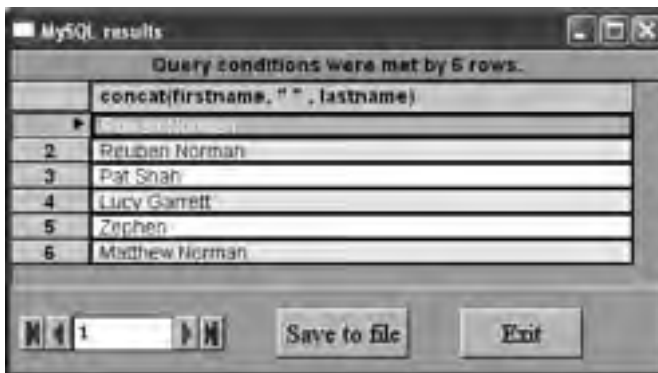 MySQL results
Query conditions were met by 6 rows.
concat(firstname, " " , lastname)
Norman
2 Reuben Norman
3 Pat Shah
4 Lucy Garrett
5 Zephen
6 Matthew Norman
1 Save to file Exit